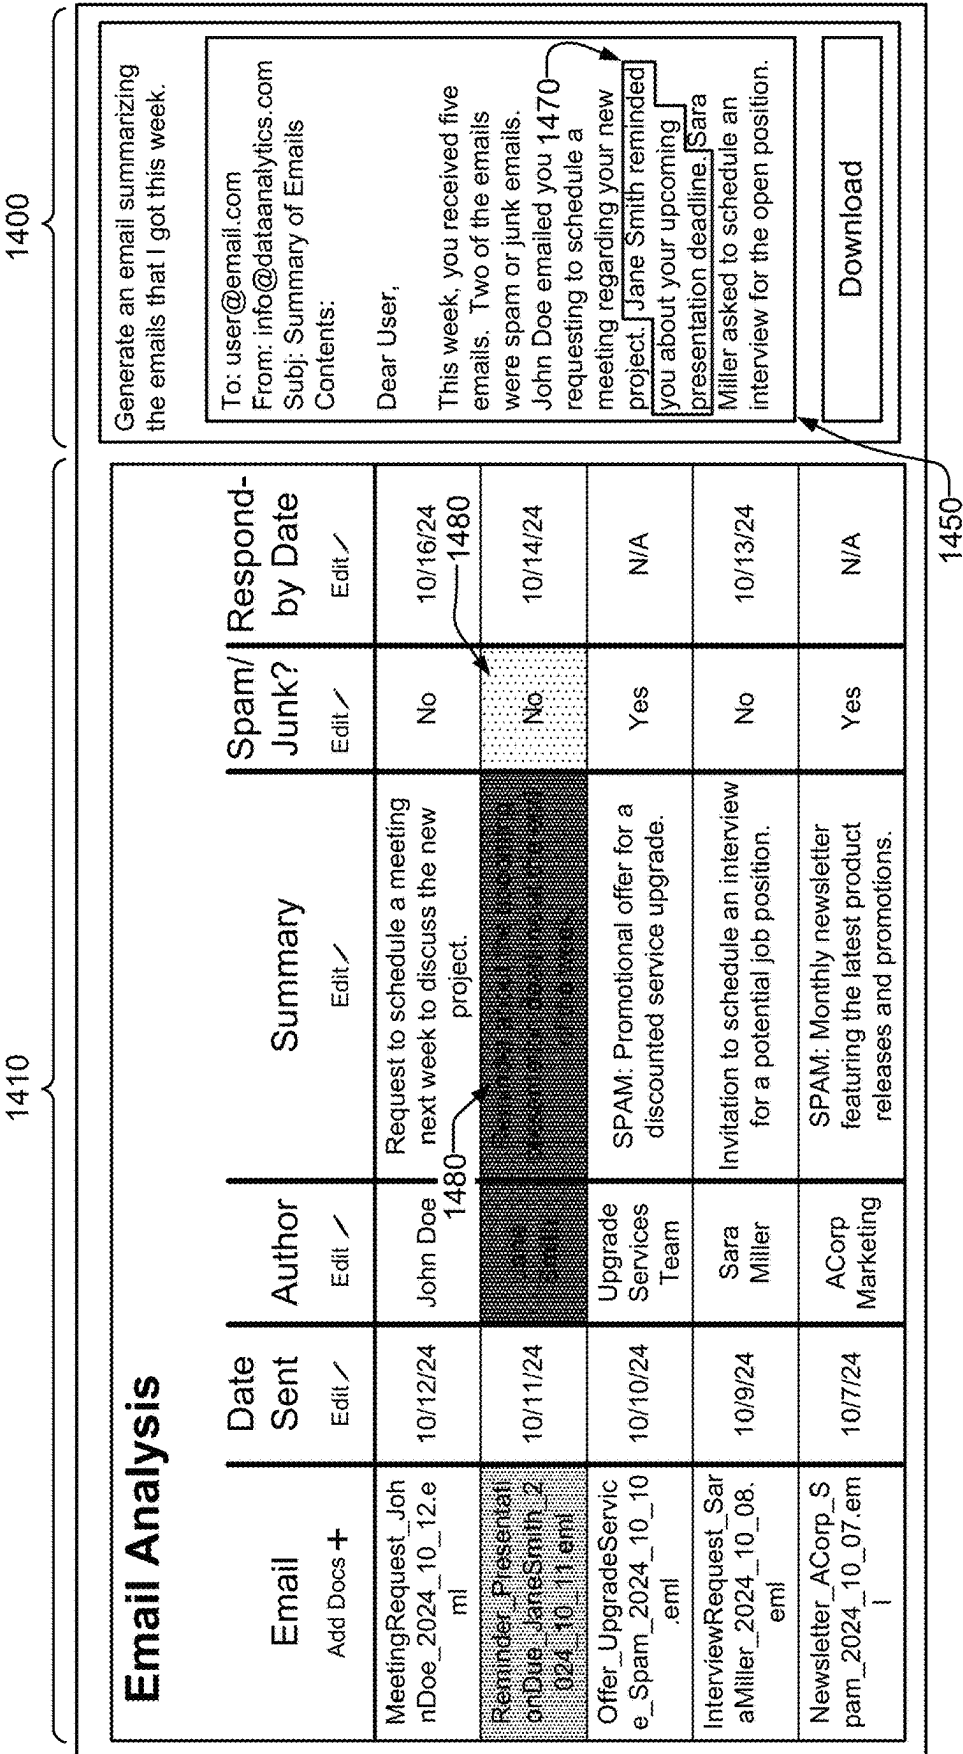 1410
1400
Email Analysis
Email
Add Docs +
Date
Sent
Edit
Author
Edit
Summary
Edit
Spam/
Junk?
Edit
Respond-
by Date
Edit
MeetingRequest_Joh
nDoe_2024_10_12.e
ml
10/12/24
John Doe
Request to schedule a meeting
next week to discuss the new
project.
No
10/16/24
1480
1480
Reminder_Presentati
onDue_JaneSmith_2
024_10_11.eml
10/11/24
No
10/14/24
Offer_UpgradeServic
e_Spam_2024_10_10
.eml
10/10/24
Upgrade
Services
Team
SPAM: Promotional offer for a
discounted service upgrade.
Yes
N/A
InterviewRequest_Sar
aMiller_2024_10_08.
eml
10/9/24
Sara
Miller
Invitation to schedule an interview
for a potential job position.
No
10/13/24
Newsletter_ACorp_S
pam_2024_10_07.em
l
10/7/24
ACorp
Marketing
SPAM: Monthly newsletter
featuring the latest product
releases and promotions.
Yes
N/A
Generate an email summarizing
the emails that I got this week.
To: user@email.com
From: info@dataanalytics.com
Subj: Summary of Emails
Contents:
Dear User,
This week, you received five
emails. Two of the emails
were spam or junk emails.
John Doe emailed you
requesting to schedule a
meeting regarding your new
project. Jane Smith reminded
you about your upcoming
presentation deadline. Sara
Miller asked to schedule an
interview for the open position.
1470
Download
1450